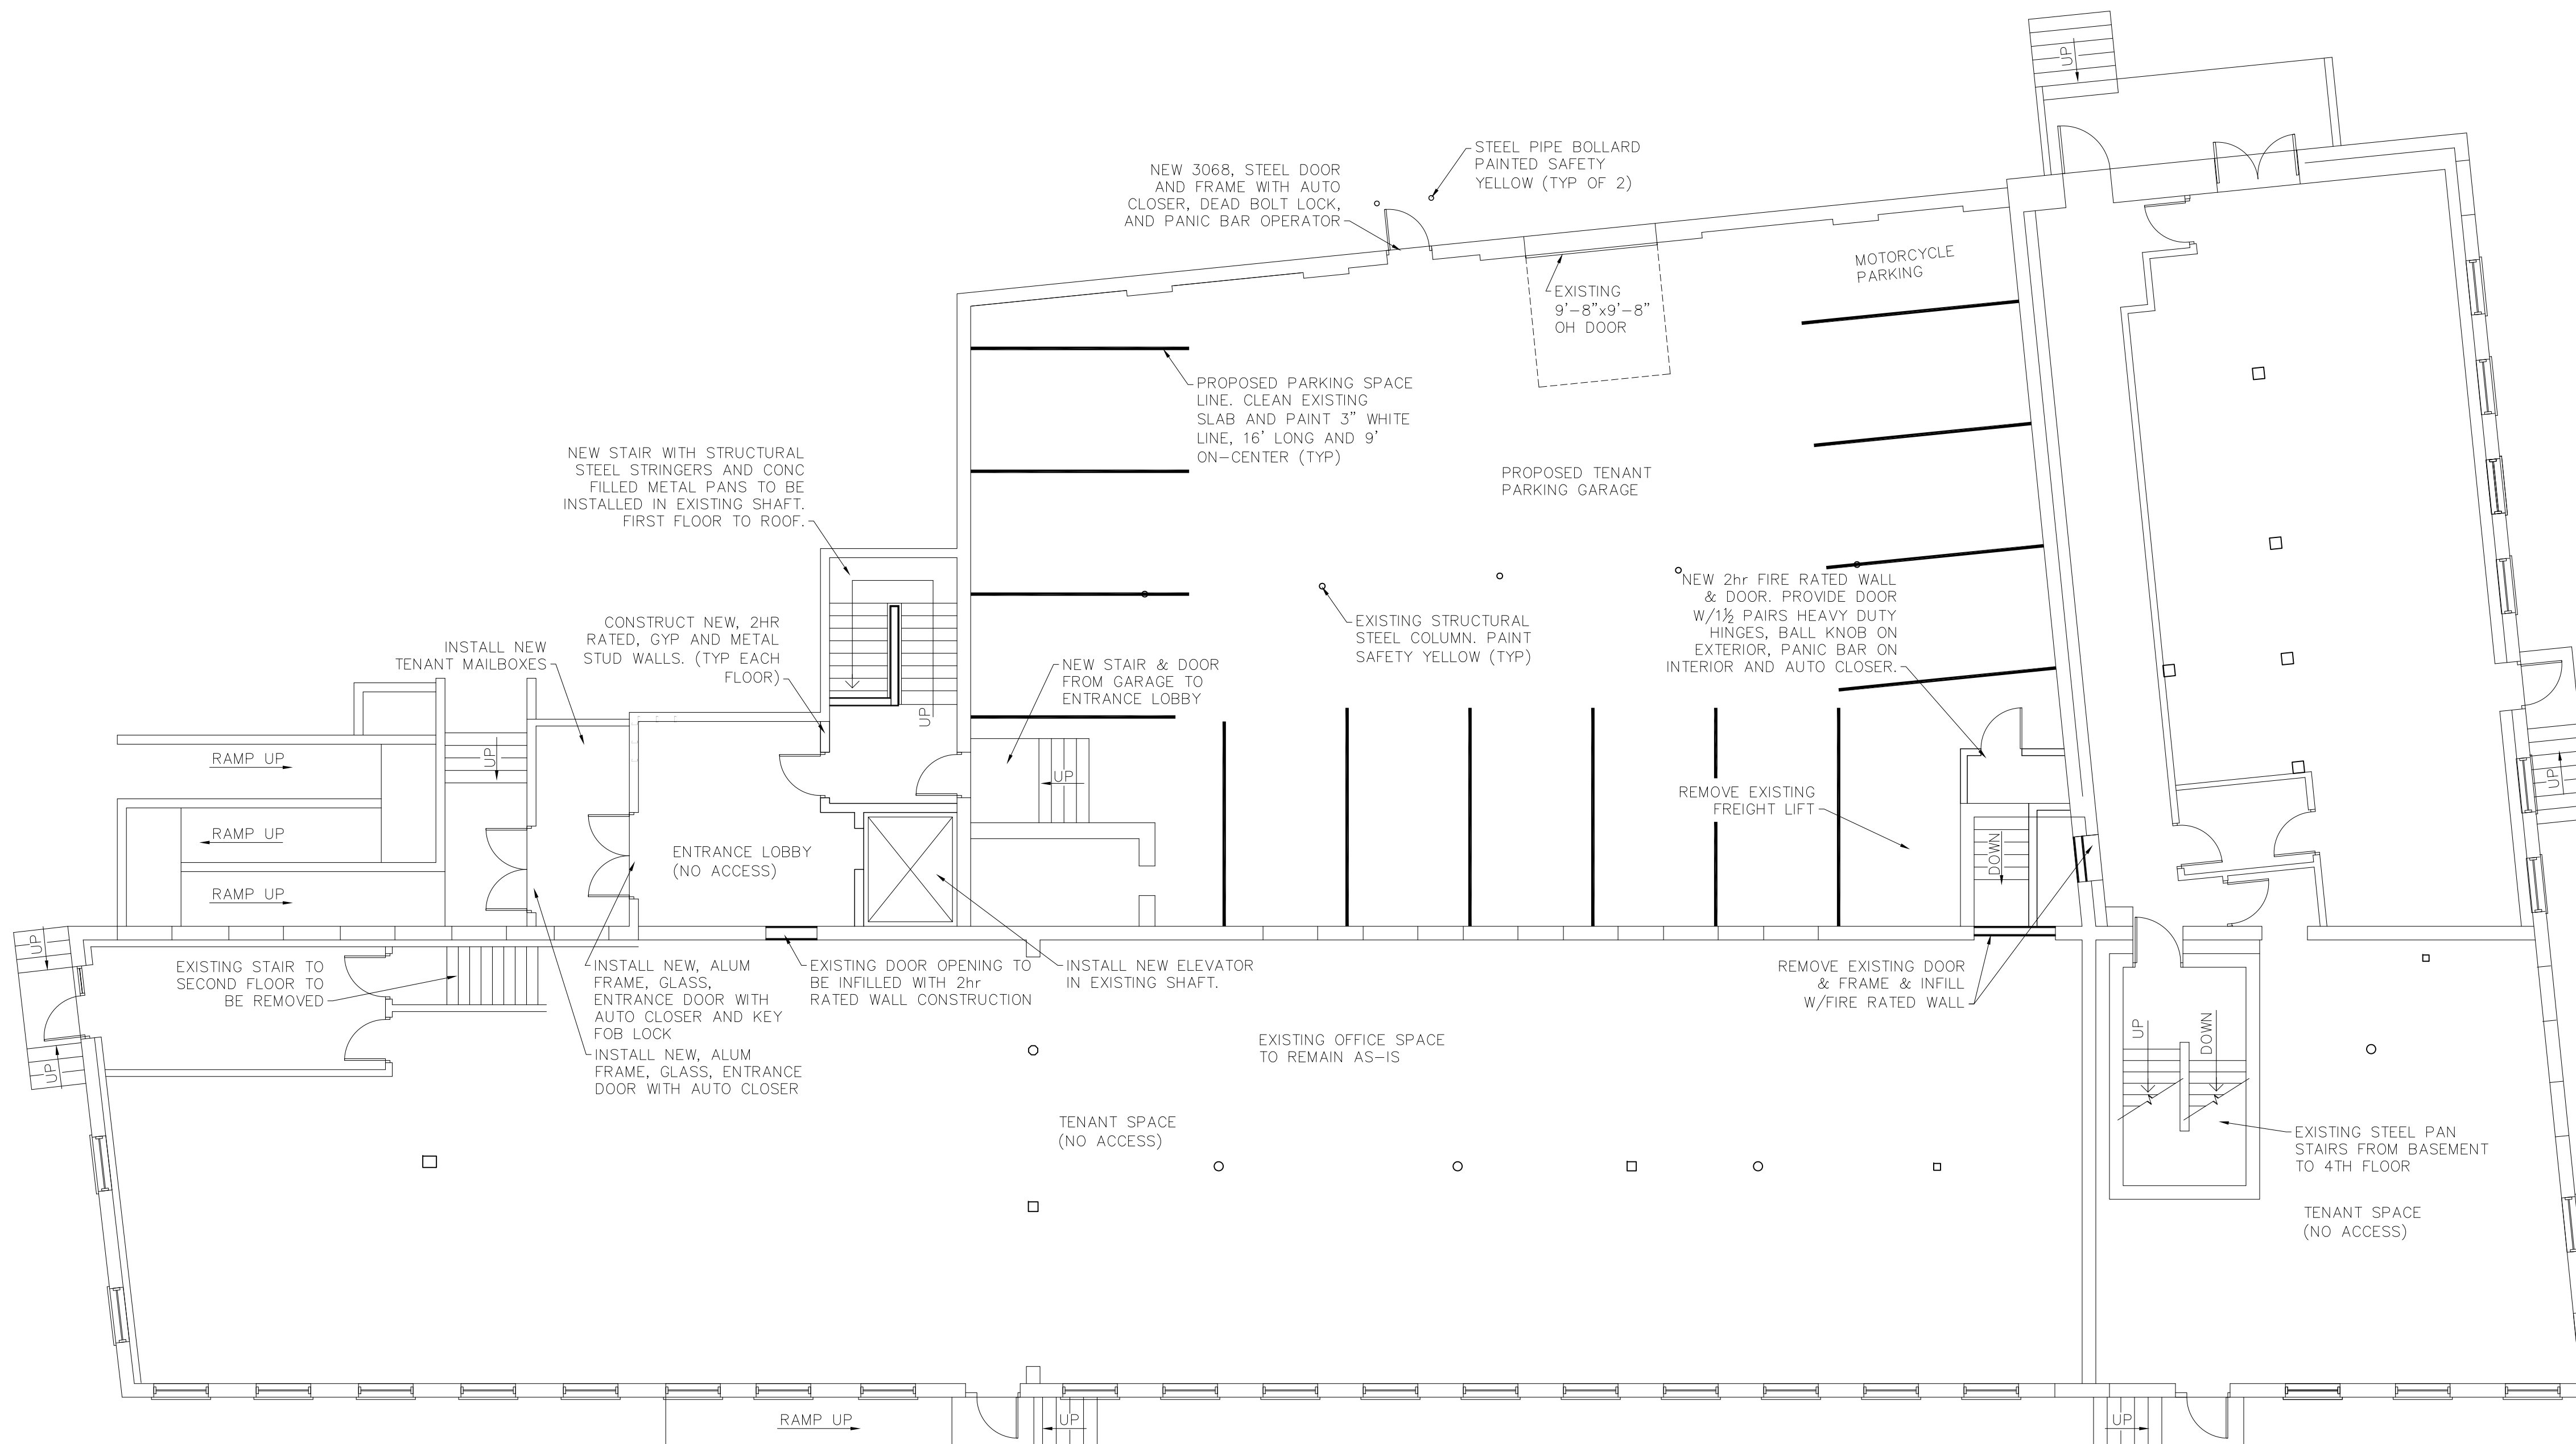 UP
STEEL PIPE BOLLARD
PAINTED SAFETY
YELLOW (TYP OF 2)
NEW 3068, STEEL DOOR
AND FRAME WITH AUTO
CLOSER, DEAD BOLT LOCK,
AND PANIC BAR OPERATOR
MOTORCYCLE
PARKING
EXISTING
9'-8"x9'-8"
OH DOOR
PROPOSED PARKING SPACE
LINE. CLEAN EXISTING
SLAB AND PAINT 3" WHITE
LINE, 16' LONG AND 9'
ON-CENTER (TYP)
NEW STAIR WITH STRUCTURAL
STEEL STRINGERS AND CONC
FILLED METAL PANS TO BE
INSTALLED IN EXISTING SHAFT.
FIRST FLOOR TO ROOF.
PROPOSED TENANT
PARKING GARAGE
NEW 2hr FIRE RATED WALL
& DOOR. PROVIDE DOOR
W/1½ PAIRS HEAVY DUTY
HINGES, BALL KNOB ON
EXTERIOR, PANIC BAR ON
INTERIOR AND AUTO CLOSER.
CONSTRUCT NEW, 2HR
RATED, GYP AND METAL
STUD WALLS. (TYP EACH
FLOOR)
EXISTING STRUCTURAL
STEEL COLUMN. PAINT
SAFETY YELLOW (TYP)
INSTALL NEW
TENANT MAILBOXES
NEW STAIR & DOOR
FROM GARAGE TO
ENTRANCE LOBBY
UP
RAMP UP
UP
UP
UP
REMOVE EXISTING
FREIGHT LIFT
RAMP UP
DOWN
ENTRANCE LOBBY
(NO ACCESS)
RAMP UP
UP
EXISTING STAIR TO
SECOND FLOOR TO
BE REMOVED
INSTALL NEW, ALUM
FRAME, GLASS,
ENTRANCE DOOR WITH
AUTO CLOSER AND KEY
FOB LOCK
EXISTING DOOR OPENING TO
BE INFILLED WITH 2hr
RATED WALL CONSTRUCTION
INSTALL NEW ELEVATOR
IN EXISTING SHAFT.
REMOVE EXISTING DOOR
& FRAME & INFILL
W/FIRE RATED WALL
UP
DOWN
EXISTING OFFICE SPACE
TO REMAIN AS-IS
INSTALL NEW, ALUM
FRAME, GLASS, ENTRANCE
DOOR WITH AUTO CLOSER
UP
TENANT SPACE
(NO ACCESS)
EXISTING STEEL PAN
STAIRS FROM BASEMENT
TO 4TH FLOOR
TENANT SPACE
(NO ACCESS)
RAMP UP
UP
UP